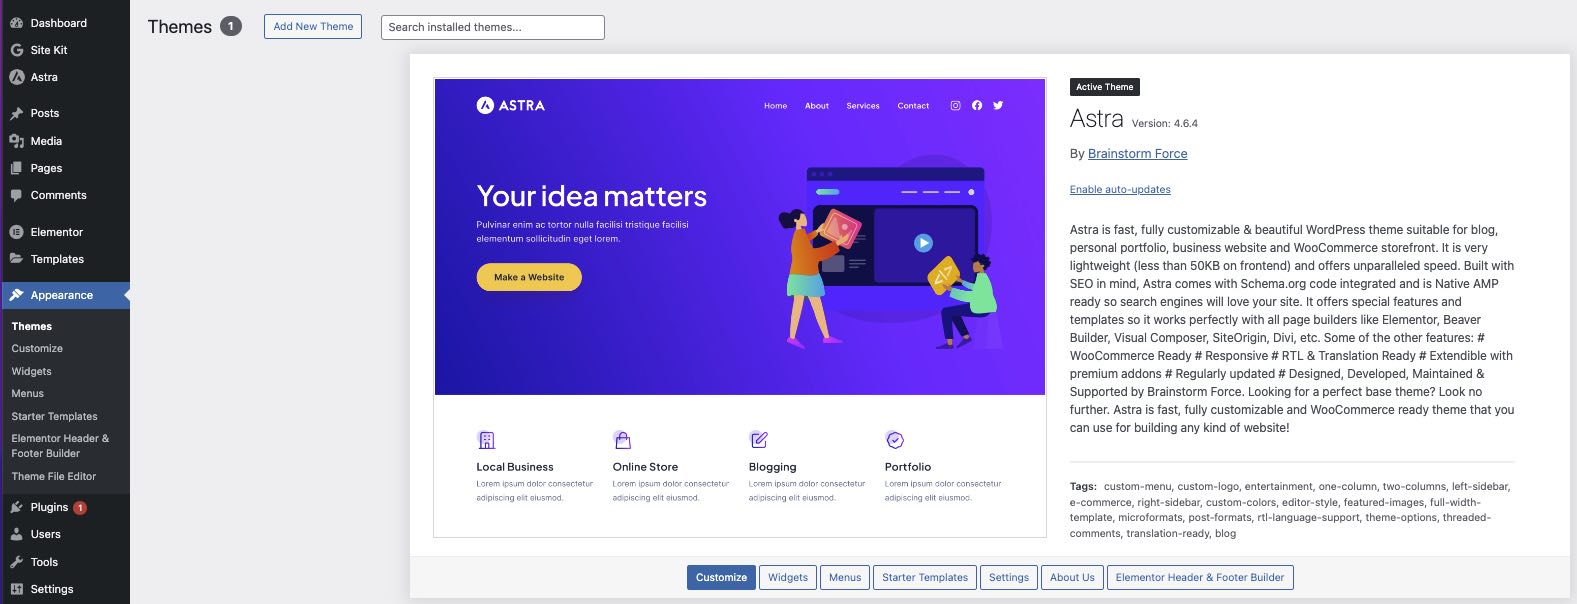 Dashboard
Site Kit
Astra
Posts
Media
Pages
Comments
Elementor
Templates
Appearance
Themes
Customize
Widgets
Menus
Starter Templates
Elementor Header &
Footer Builder
Theme File Editor
Plugins 1
Users
Tools
Settings
Themes 1
Add New Theme
Search installed themes...
ASTRA
Home About Services Contact
Your idea matters
Pulvinar enim ac tortor nulla facilisi tristique facilisi
elementum sollicitudin eget lorem.
Make a Website
Local Business
Lorem ipsum dolor consectetur
adipiscing elit eiusmod.
Online Store
Lorem ipsum dolor consectetur
adipiscing elit eiusmod.
Blogging
Lorem ipsum dolor consectetur
adipiscing elit eiusmod.
Portfolio
Lorem ipsum dolor consectetur
adipiscing elit eiusmod.
Active Theme
Astra Version: 4.6.4
By Brainstorm Force
Enable auto-updates
Astra is fast, fully customizable & beautiful WordPress theme suitable for blog,
personal portfolio, business website and WooCommerce storefront. It is very
lightweight (less than 50KB on frontend) and offers unparalleled speed. Built with
SEO in mind, Astra comes with Schema.org code integrated and is Native AMP
ready so search engines will love your site. It offers special features and
templates so it works perfectly with all page builders like Elementor, Beaver
Builder, Visual Composer, SiteOrigin, Divi, etc. Some of the other features: #
WooCommerce Ready # Responsive # RTL & Translation Ready # Extendible with
premium addons # Regularly updated # Designed, Developed, Maintained &
Supported by Brainstorm Force. Looking for a perfect base theme? Look no
further. Astra is fast, fully customizable and WooCommerce ready theme that you
can use for building any kind of website!
Tags: custom-menu, custom-logo, entertainment, one-column, two-columns, left-sidebar,
e-commerce, right-sidebar, custom-colors, editor-style, featured-images, full-width-
template, microformats, post-formats, rtl-language-support, theme-options, threaded-
comments, translation-ready, blog
Customize Widgets Menus Starter Templates Settings About Us Elementor Header & Footer Builder